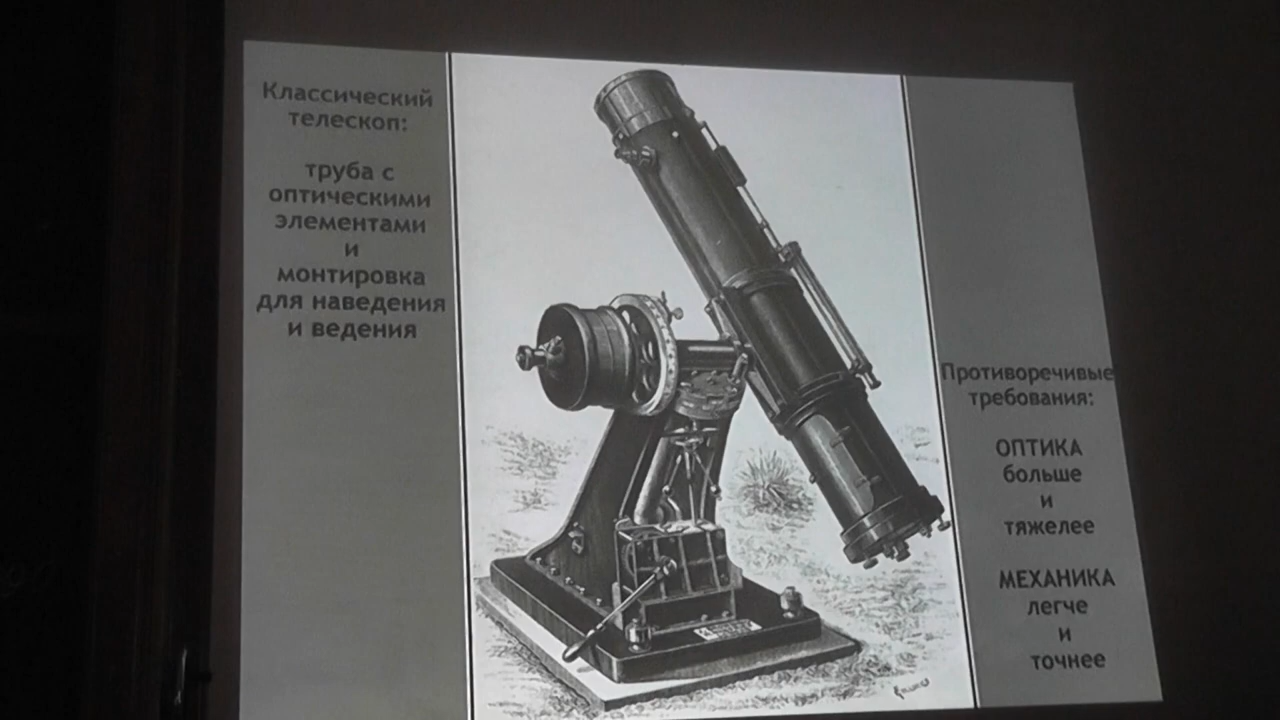 Классический
телескоп:
труба с
оптическими
элементами
и
монтировка
для наведения
и ведения
Противоречивые
требования:
ОПТИКА
больше
и
тяжелее
МЕХАНИКА
легче
и
точнее